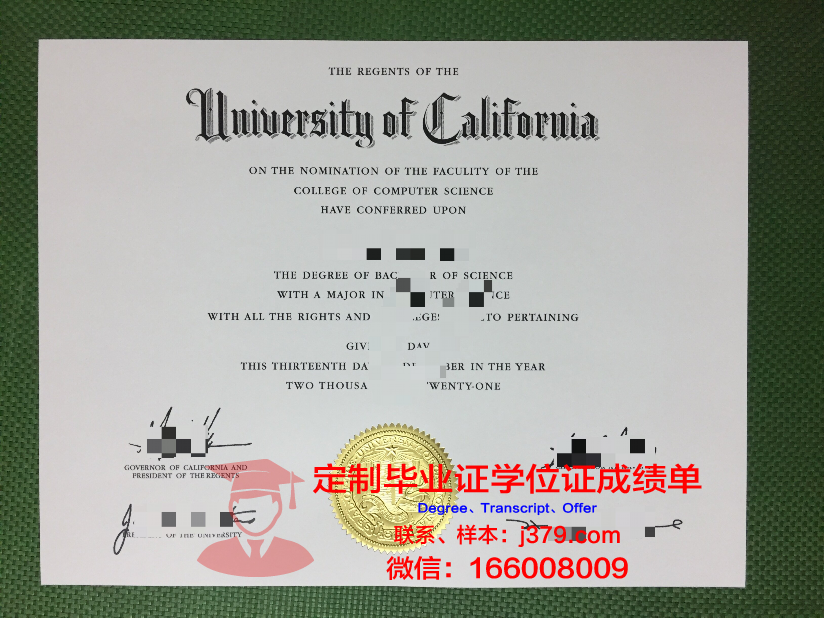 THE REGENTS OF THE
University of California
ON THE NOMINATION OF THE FACULITY OF THE
COLLEGE OF COMPUTER SCIENCE
HAVE CONFERRED UPON
THE DEGREE OF OF SCIENCE
WITH A MAJOR IN
WITH ALL THE RIGHTS AND PERTAINING
DAY
THIS THIRTEENTH IN THE YEAR
TWO
GOVERNOR OF CALIFORNIA AND
PRESIDENT OF THE REGENTS
OF THE UNIVERSITY
定制毕业证学位证成绩单
Degree、Transcript、Offer
联系、样本：j379.com
微信：166008009